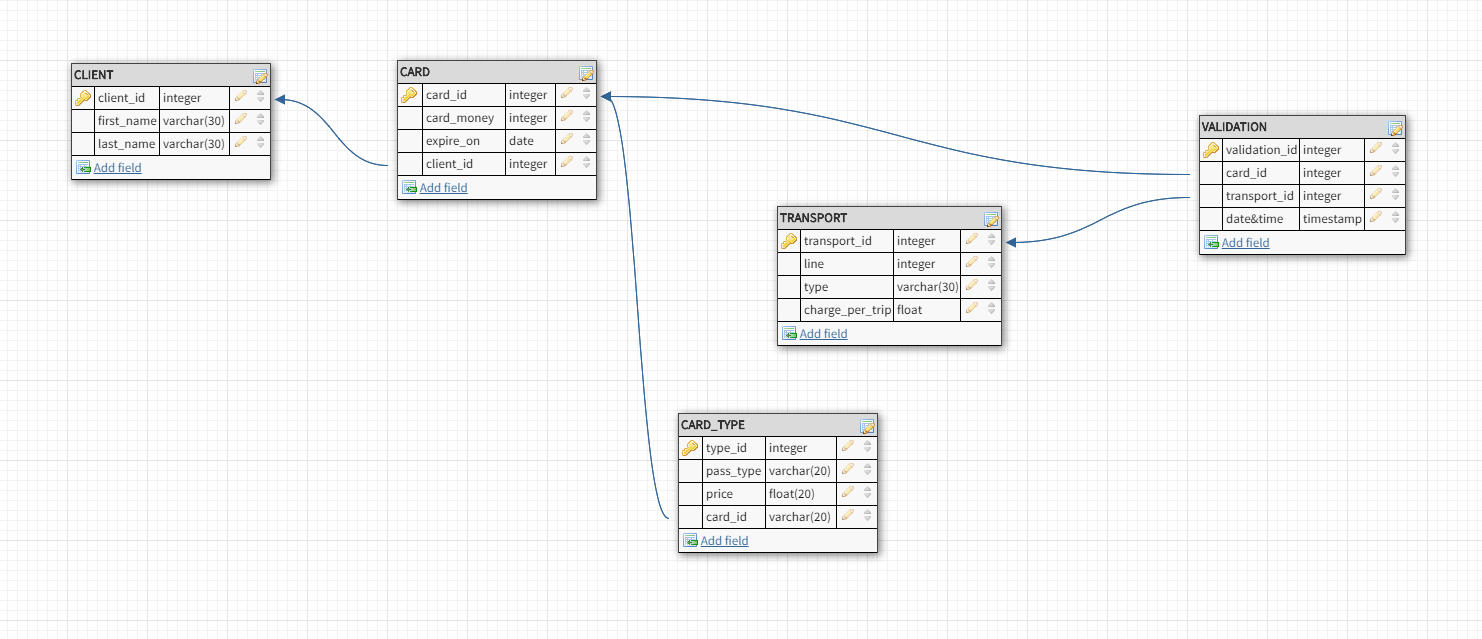 CLIENT
client_id integer
first_name varchar(30)
last_name varchar(30)
Add field
CARD
card_id integer
card_money integer
expire_on date
client_id integer
Add field
VALIDATION
validation_id integer
card_id integer
transport_id integer
date&time timestamp
Add field
TRANSPORT
transport_id integer
line integer
type varchar(30)
charge_per_trip float
Add field
CARD_TYPE
type_id integer
pass_type varchar(20)
price float(20)
card_id varchar(20)
Add field